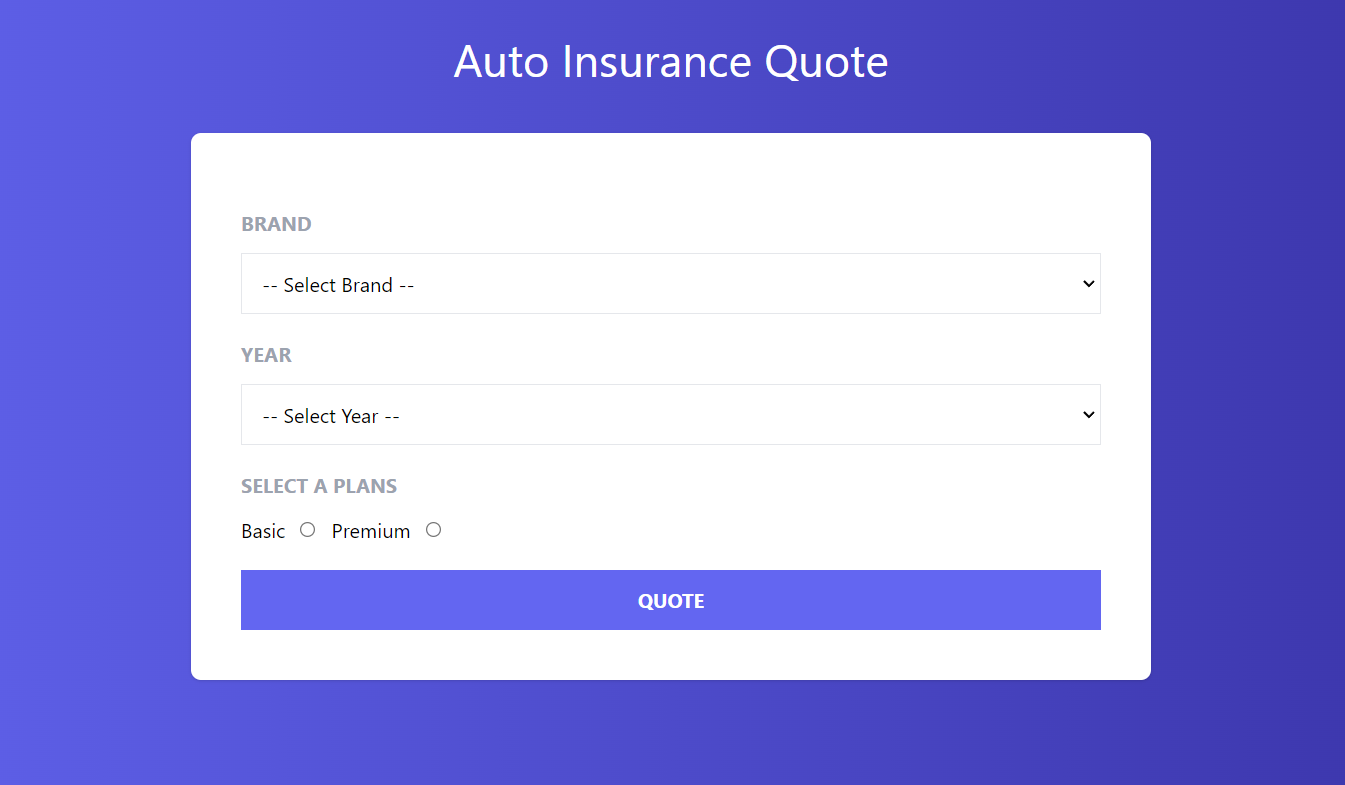 Auto Insurance Quote
BRAND
-- Select Brand --
YEAR
-- Select Year --
SELECT A PLANS
Basic Premium
QUOTE